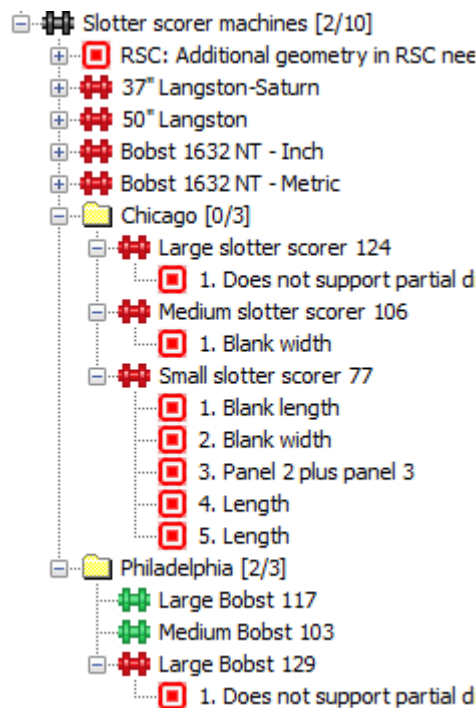 Slotter scorer machines [2/10]
RSC: Additional geometry in RSC nee
37" Langston-Saturn
50" Langston
Bobst 1632 NT - Inch
Bobst 1632 NT - Metric
Chicago [0/3]
Large slotter scorer 124
1. Does not support partial d
Medium slotter scorer 106
1. Blank width
Small slotter scorer 77
1. Blank length
2. Blank width
3. Panel 2 plus panel 3
4. Length
5. Length
Philadelphia [2/3]
Large Bobst 117
Medium Bobst 103
Large Bobst 129
1. Does not support partial d